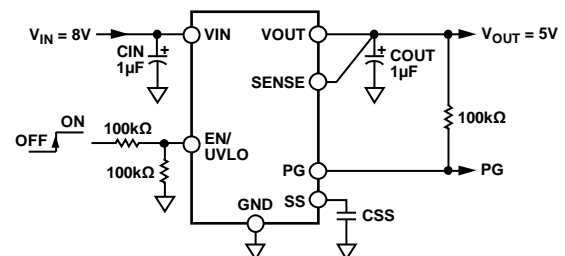 VIN = 8V
CIN
1µF
+
VIN
VOUT
SENSE
+
COUT
1µF
VOUT = 5V
100kΩ
OFF
ON
100kΩ
100kΩ
EN/
UVLO
PG
PG
GND
SS
CSS